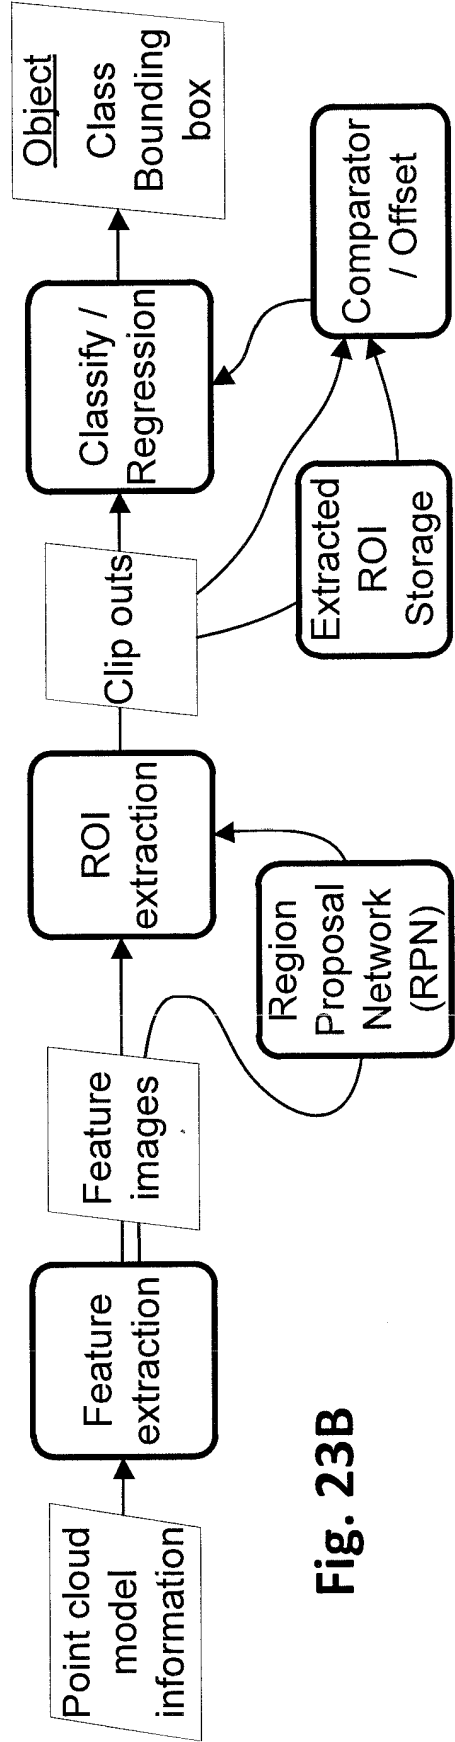 Point cloud
model
information
Feature
extraction
Feature
images
ROI
extraction
Clip outs
Classify /
Regression
Object
Class
Bounding
box
Region
Proposal
Network
(RPN)
Extracted
ROI
Storage
Comparator
/ Offset
Fig. 23B